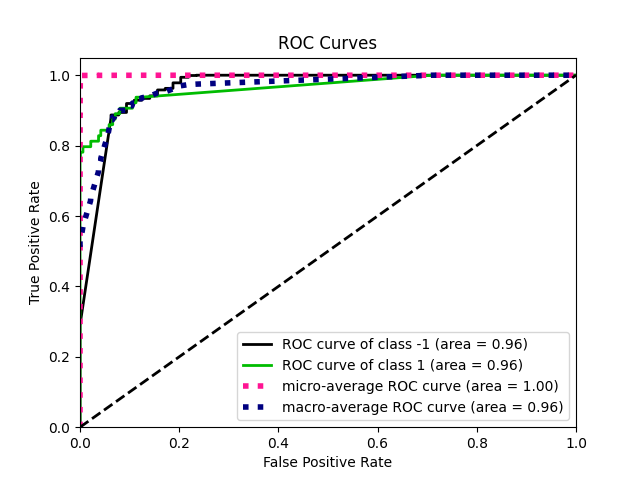 ROC Curves
True Positive Rate
1.0
0.8
0.6
0.4
0.2
0.0
ROC curve of class -1 (area = 0.96)
ROC curve of class 1 (area = 0.96)
micro-average ROC curve (area = 1.00)
macro-average ROC curve (area = 0.96)
0.0 0.2 0.4 0.6 0.8 1.0
False Positive Rate